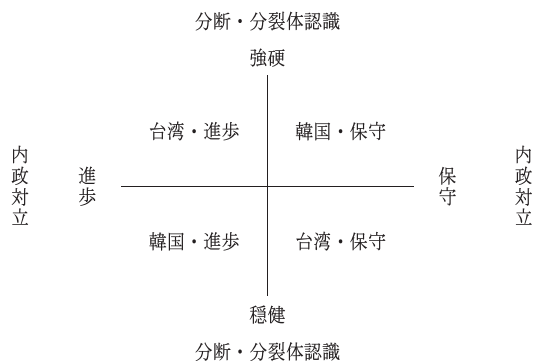 分断・分裂体認識
強硬
台湾・進歩
韓国・保守
内政対立
進歩
保守
内政対立
韓国・進歩
台湾・保守
穏健
分断・分裂体認識